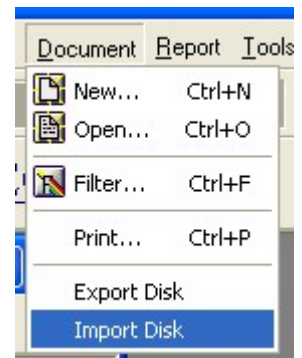 Document Report Tools
New... Ctrl+N
Open... Ctrl+O
Filter... Ctrl+F
Print... Ctrl+P
Export Disk
Import Disk